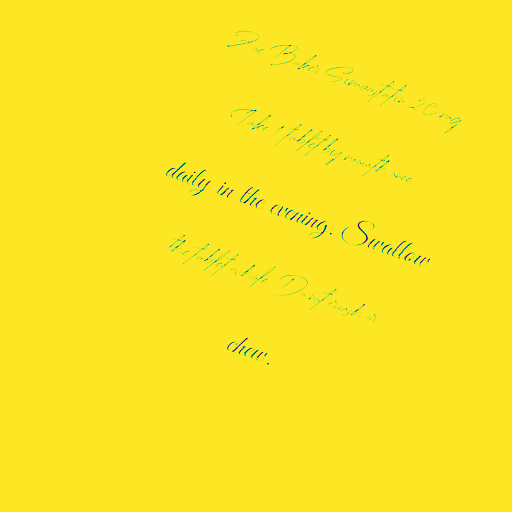 Zoe Baker Simvastatin 20 mg
Take 1 tablet by mouth once
daily in the evening. Swallow
the tablet whole. Do not crush or
chew.